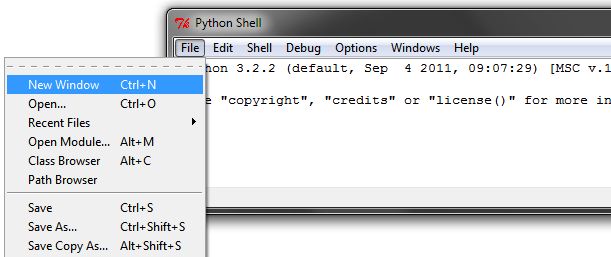 Python Shell
File Edit Shell Debug Options Windows Help
hon 3.2.2 (default, Sep  4 2011, 09:07:29) [MSC v.1
e "copyright", "credits" or "license()" for more in
New Window Ctrl+N
Open... Ctrl+O
Recent Files
Open Module... Alt+M
Class Browser Alt+C
Path Browser
Save Ctrl+S
Save As... Ctrl+Shift+S
Save Copy As... Alt+Shift+S